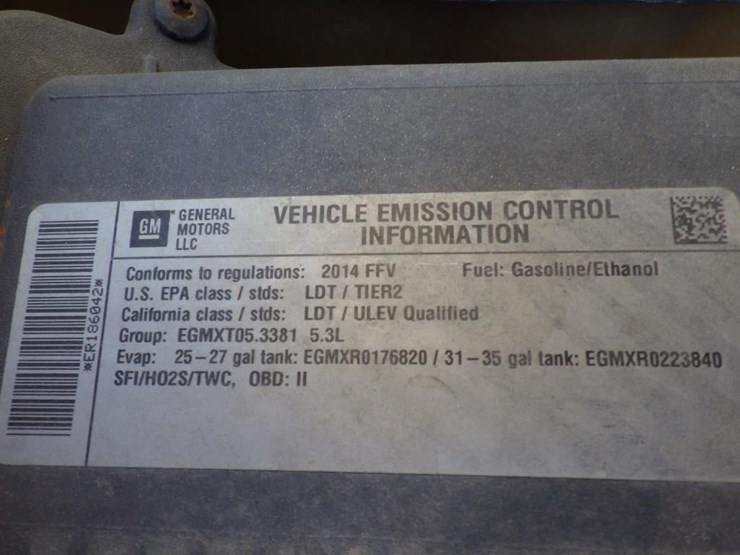 *ER186042*
GM
GENERAL
MOTORS
LLC
VEHICLE EMISSION CONTROL
INFORMATION
Conforms to regulations: 2014 FFV Fuel: Gasoline/Ethanol
U.S. EPA class / stds: LDT / TIER2
California class / stds: LDT / ULEV Qualified
Group: EGMXT05.3381 5.3L
Evap: 25–27 gal tank: EGMXR0176820 / 31–35 gal tank: EGMXR0223840
SFI/HO2S/TWC, OBD: II